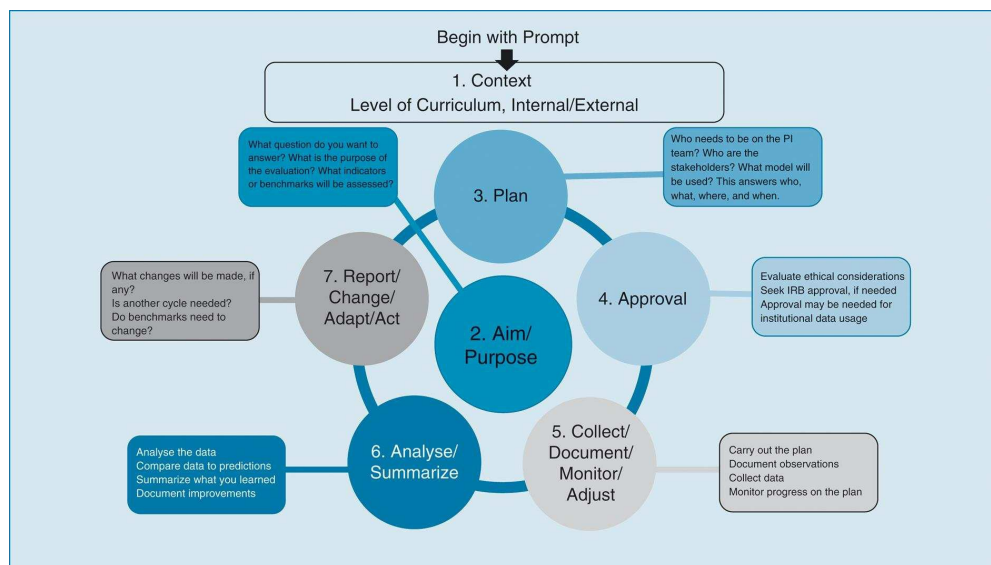 Begin with Prompt
1. Context
Level of Curriculum, Internal/External
What question do you want to
answer? What is the purpose of
the evaluation? What indicators
or benchmarks will be assessed?
3. Plan
Who needs to be on the PI
team? Who are the
stakeholders? What model will
be used? This answers who,
what, where, and when.
7. Report/
Change/
Adapt/Act
What changes will be made, if
any?
Is another cycle needed?
Do benchmarks need to
change?
2. Aim/
Purpose
4. Approval
Evaluate ethical considerations
Seek IRB approval, if needed
Approval may be needed for
institutional data usage
6. Analyse/
Summarize
Analyse the data
Compare data to predictions
Summarize what you learned
Document improvements
5. Collect/
Document/
Monitor/
Adjust
Carry out the plan
Document observations
Collect data
Monitor progress on the plan